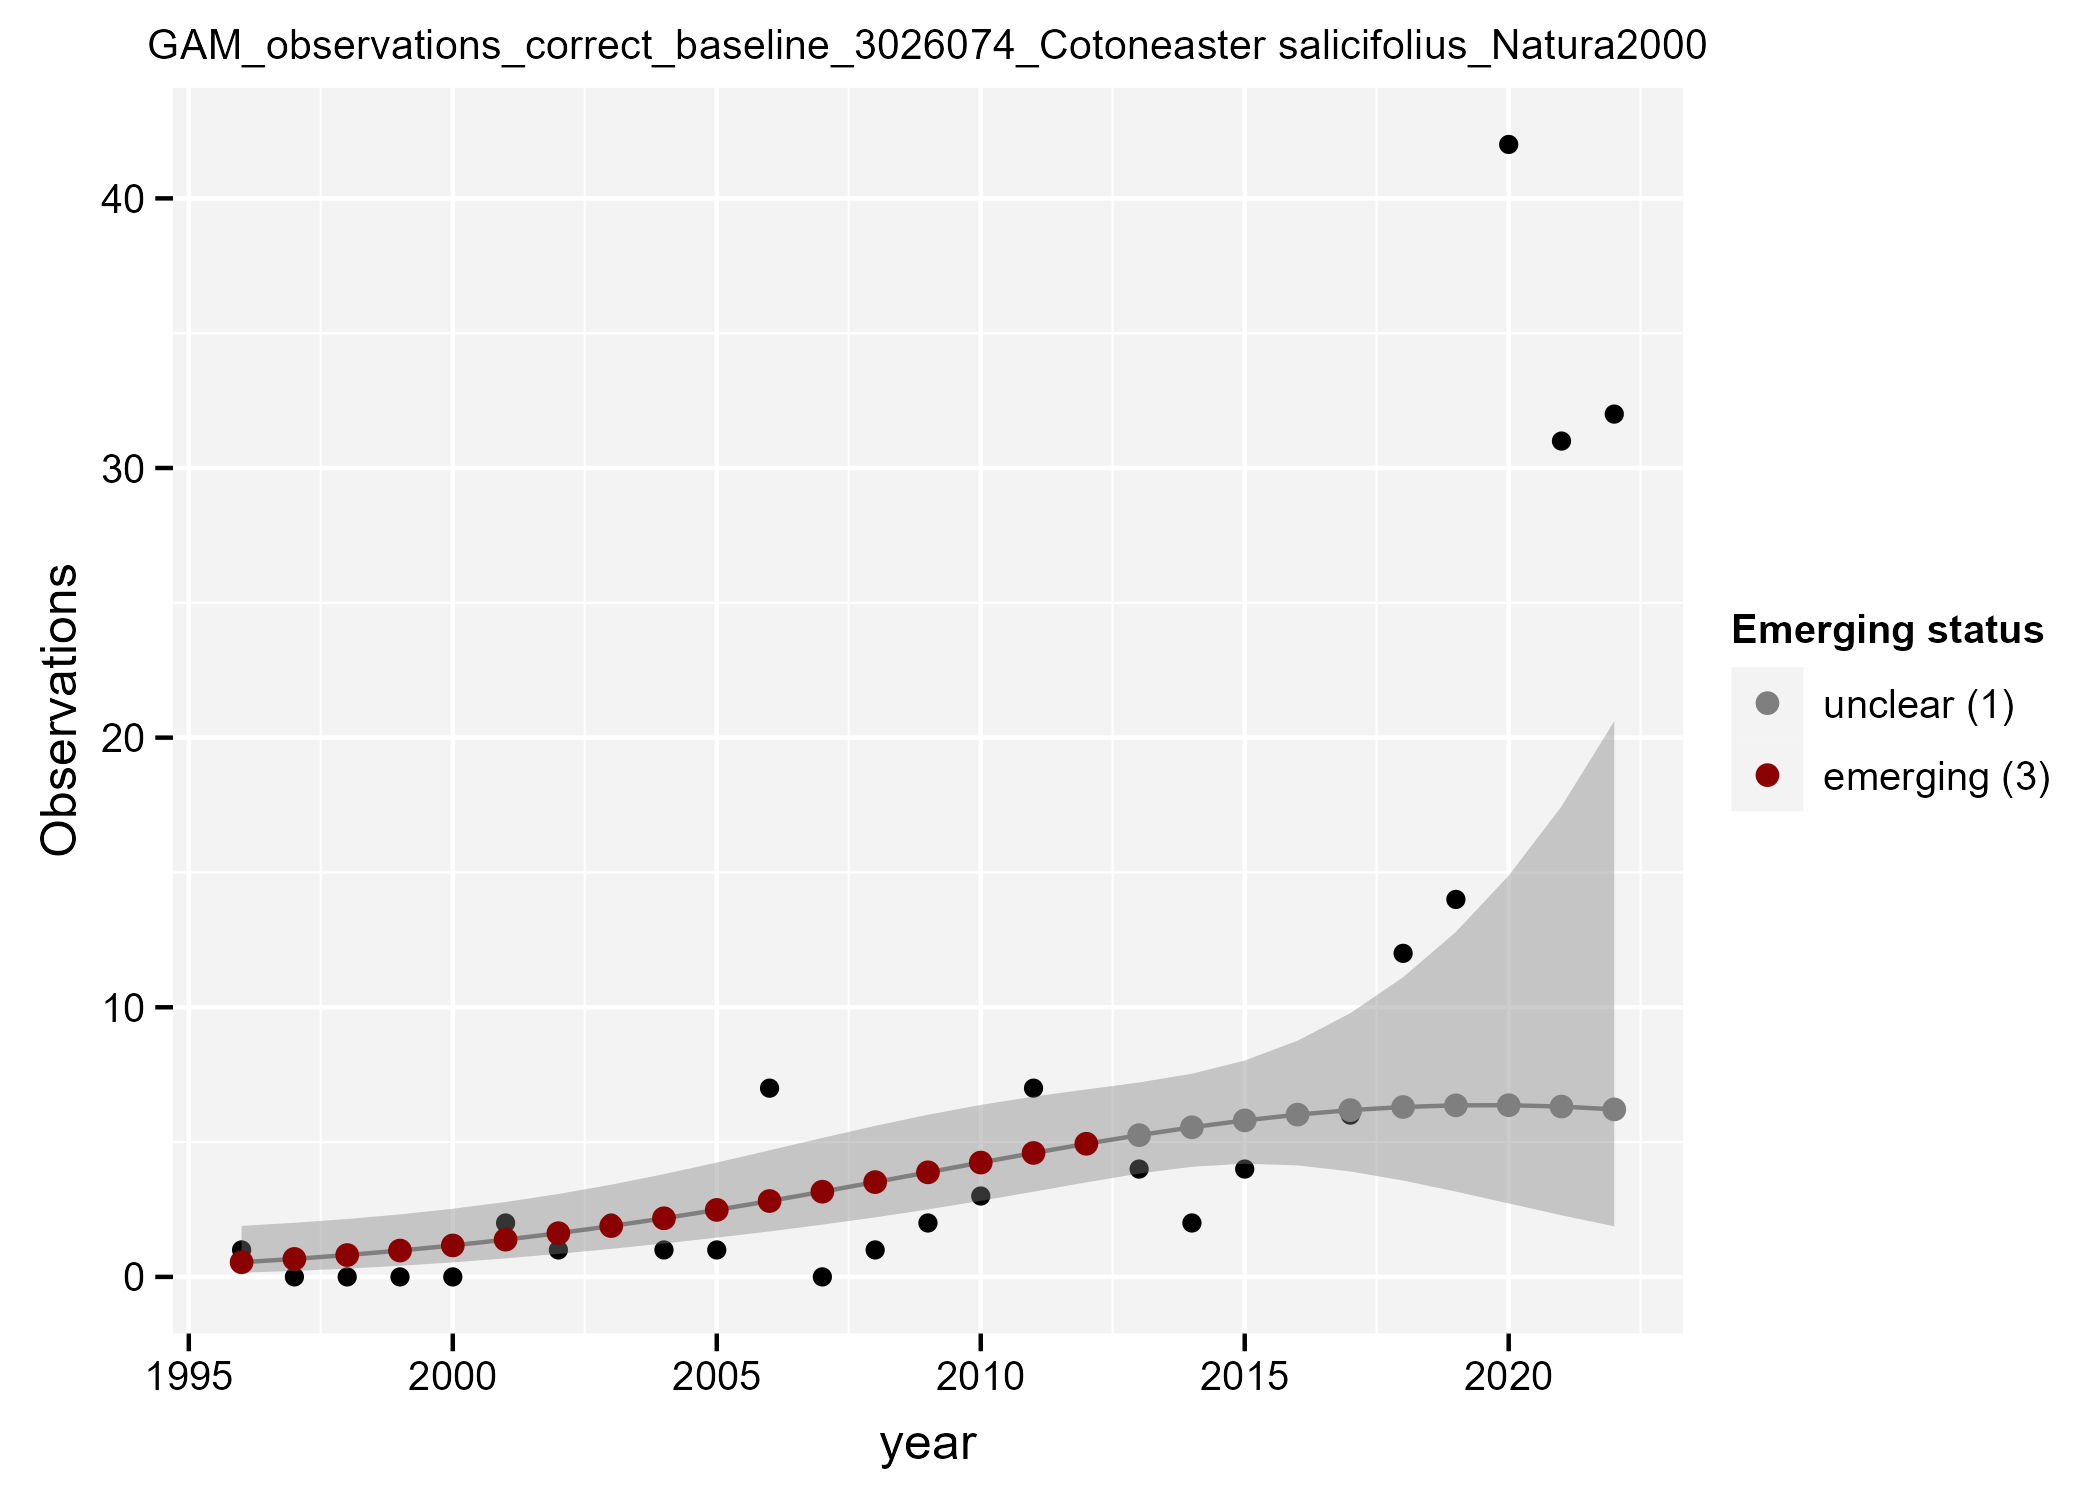 GAM_observations_correct_baseline_3026074_Cotoneaster salicifolius_Natura2000
Observations
40
30
20
10
0
1995
2000
2005
2010
2015
2020
year
Emerging status
unclear (1)
emerging (3)